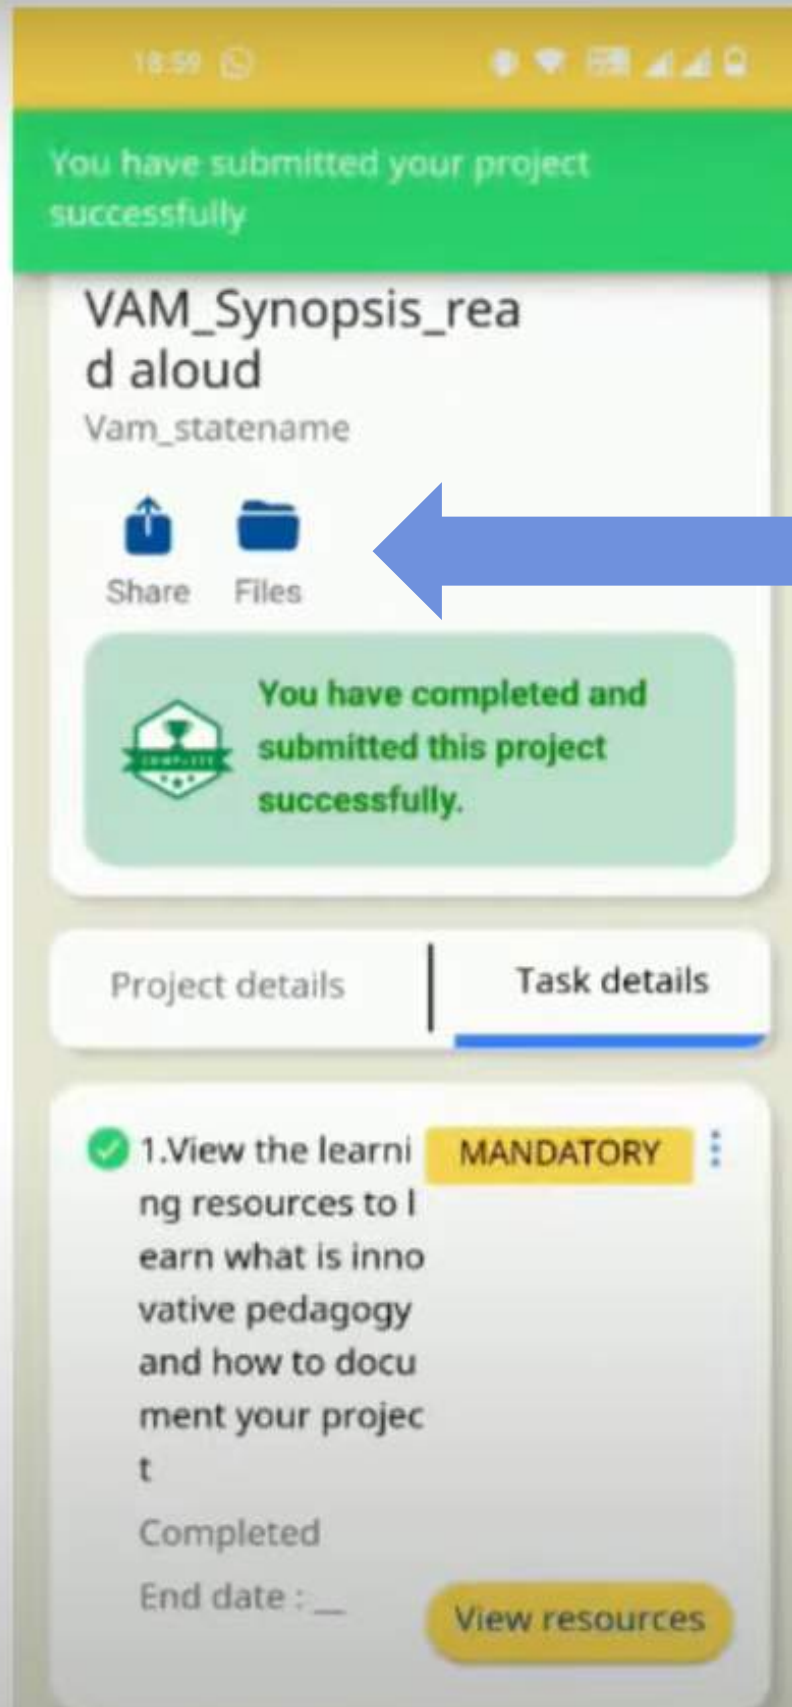 18:59
You have submitted your project
successfully
VAM_Synopsis_rea
d aloud
Vam_statename
Share Files
You have completed and
submitted this project
successfully.
COMPLETE
Project details Task details
1.View the learni MANDATORY
ng resources to l
earn what is inno
vative pedagogy
and how to docu
ment your projec
t
Completed
End date : __
View resources